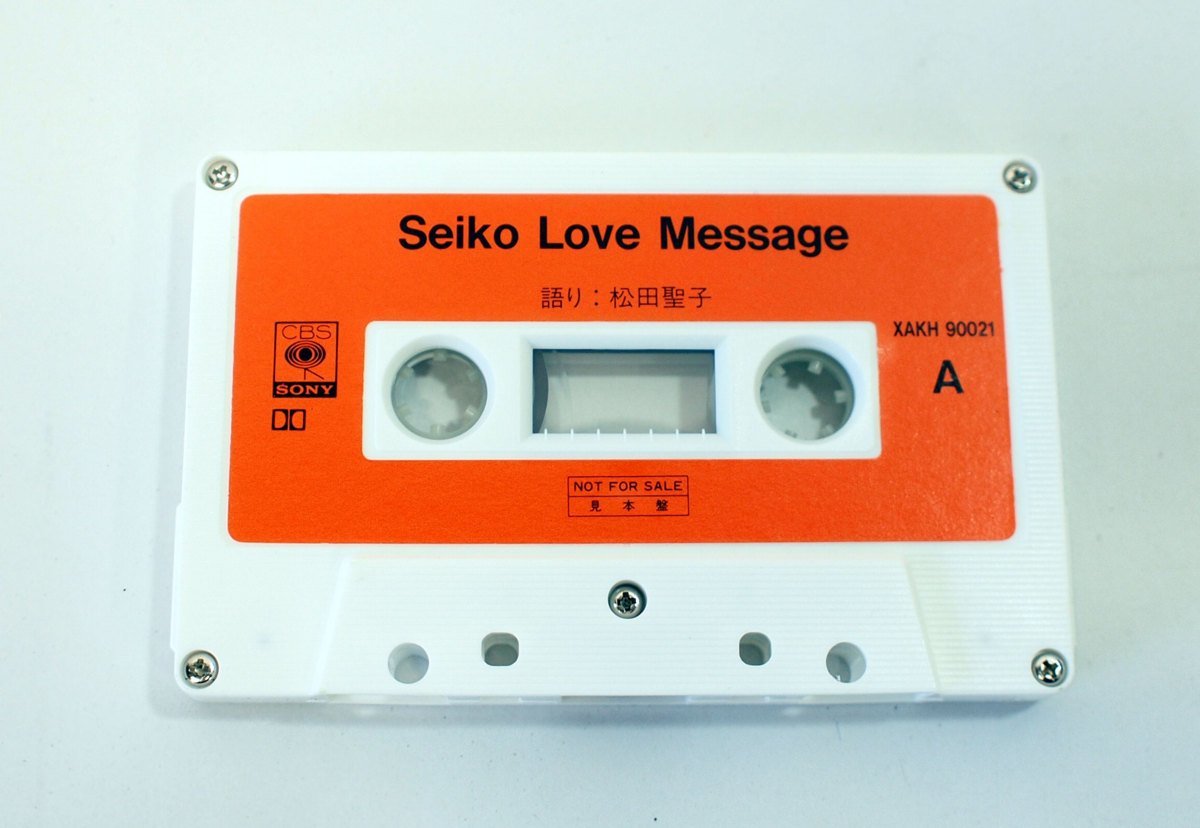 Seiko Love Message
語り：松田聖子
CBS
SONY
XAKH 90021
A
NOT FOR SALE
見本盤